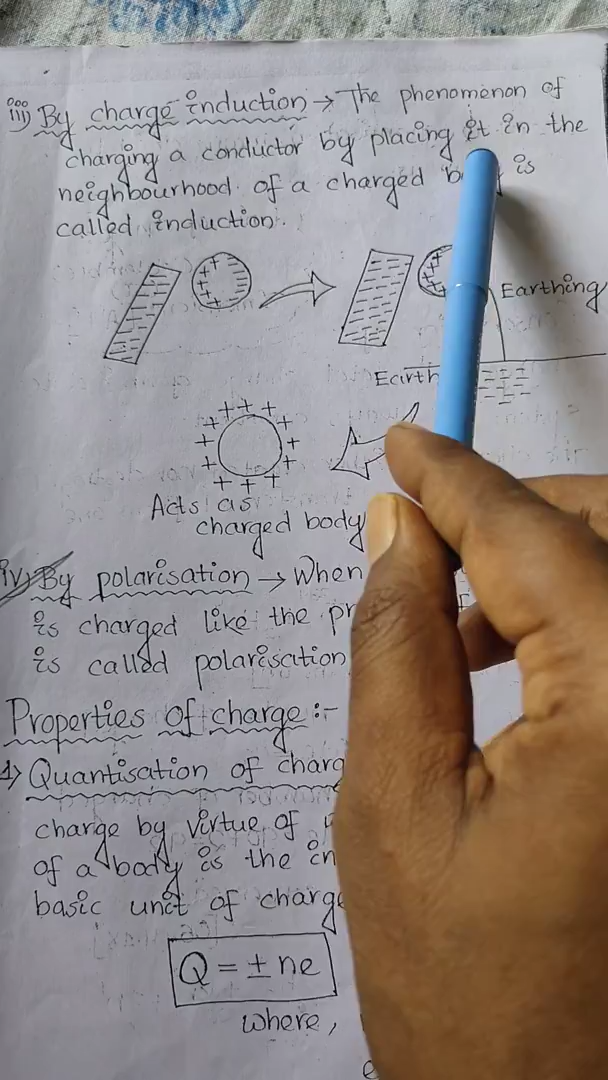 iii) By charge induction → The phenomenon of
charging a conductor by placing it in the
neighbourhood of a charged is
called induction.
Earthing
Earth
Acts as
charged body
iv) By polarisation → When
is charged like the
is called polarisation
Properties of charge :-
1) Quantisation of
charge by virtue of
of a body is the
basic unit of charge
Q = ± ne
where,